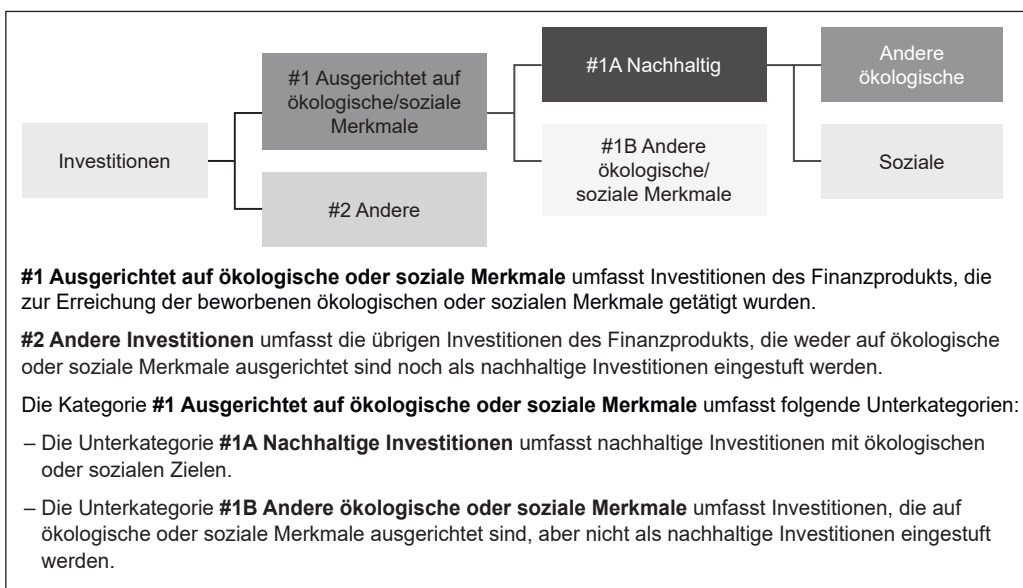 Investitionen
#1 Ausgerichtet auf
ökologische/soziale
Merkmale
#2 Andere
#1A Nachhaltig
#1B Andere
ökologische/
soziale Merkmale
Andere
ökologische
Soziale
#1 Ausgerichtet auf ökologische oder soziale Merkmale umfasst Investitionen des Finanzprodukts, die
zur Erreichung der beworbenen ökologischen oder sozialen Merkmale getätigt wurden.
#2 Andere Investitionen umfasst die übrigen Investitionen des Finanzprodukts, die weder auf ökologische
oder soziale Merkmale ausgerichtet sind noch als nachhaltige Investitionen eingestuft werden.
Die Kategorie #1 Ausgerichtet auf ökologische oder soziale Merkmale umfasst folgende Unterkategorien:
– Die Unterkategorie #1A Nachhaltige Investitionen umfasst nachhaltige Investitionen mit ökologischen
oder sozialen Zielen.
– Die Unterkategorie #1B Andere ökologische oder soziale Merkmale umfasst Investitionen, die auf
ökologische oder soziale Merkmale ausgerichtet sind, aber nicht als nachhaltige Investitionen eingestuft
werden.